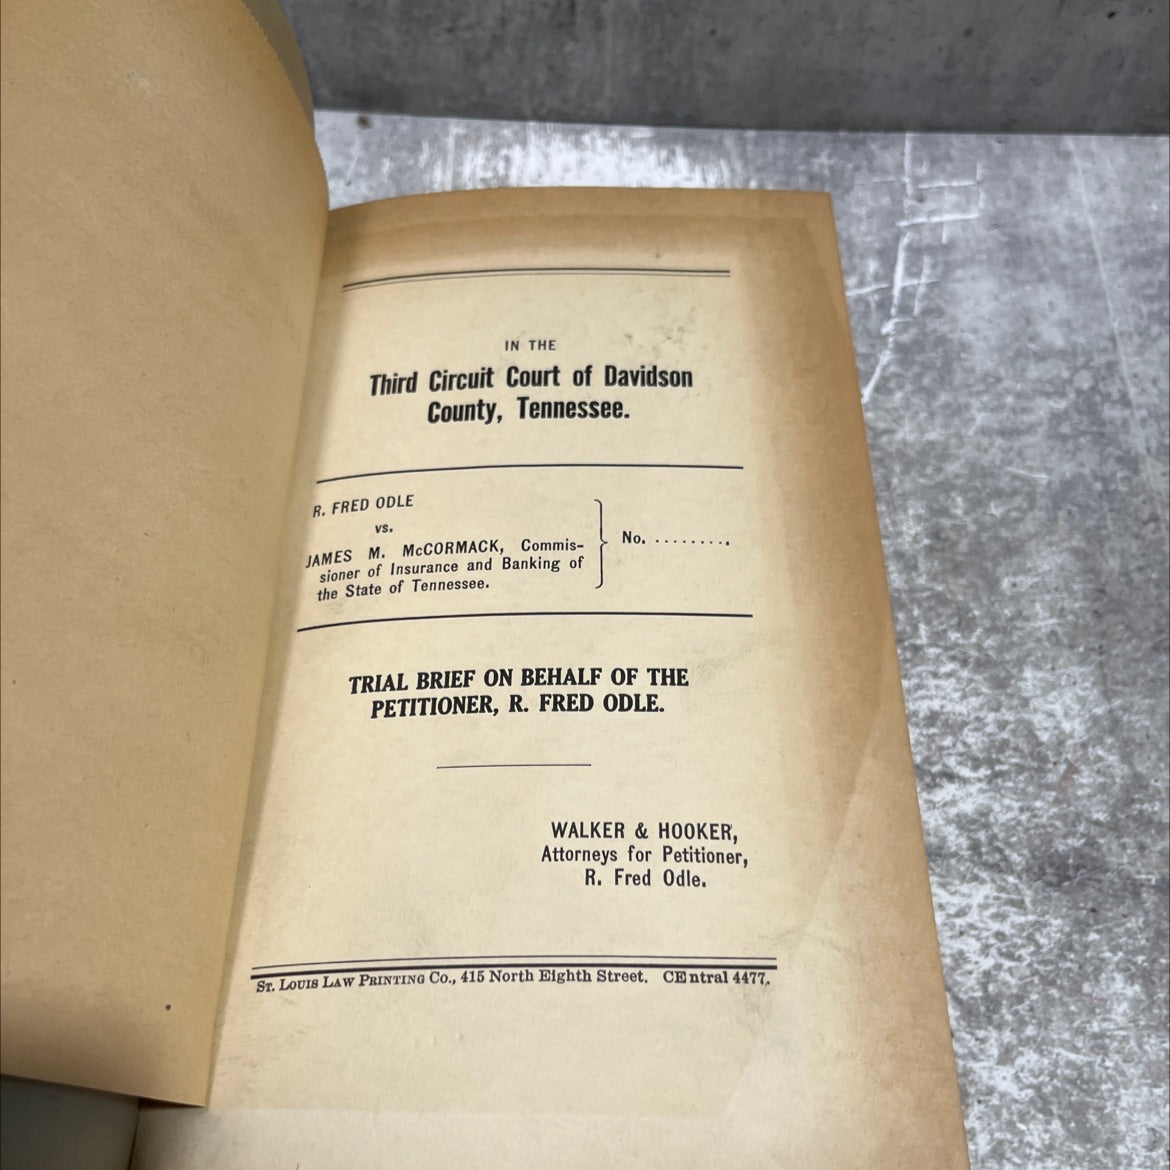 IN THE
Third Circuit Court of Davidson
County, Tennessee.
R. FRED ODLE
vs.
JAMES M. McCORMACK, Commis-
sioner of Insurance and Banking of
the State of Tennessee.
No. .........
TRIAL BRIEF ON BEHALF OF THE
PETITIONER, R. FRED ODLE.
WALKER & HOOKER,
Attorneys for Petitioner,
R. Fred Odle.
St. Louis Law Printing Co., 415 North Eighth Street. CEntral 4477.